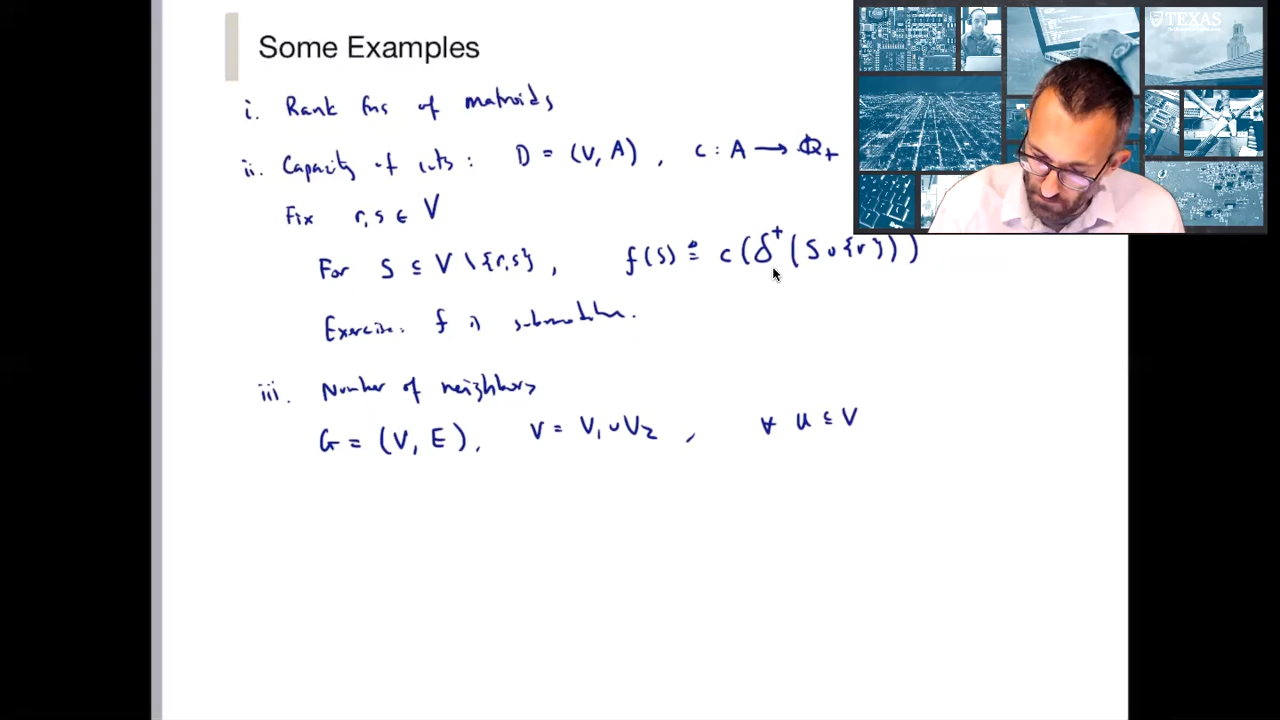 Some Examples
TEXAS
i. Rank fns of matroids
ii. Capacity of cuts : D = (V, A) , c : A → ℚ₊
Fix r,s ∈ V
For S ⊆ V \ {r,s} , f(S) ≐ c(δ⁺(S ∪ {r}))
Exercise: f is submodular.
iii. Number of neighbors
G = (V, E), V = V₁ ∪ V₂ , ∀ U ⊆ V